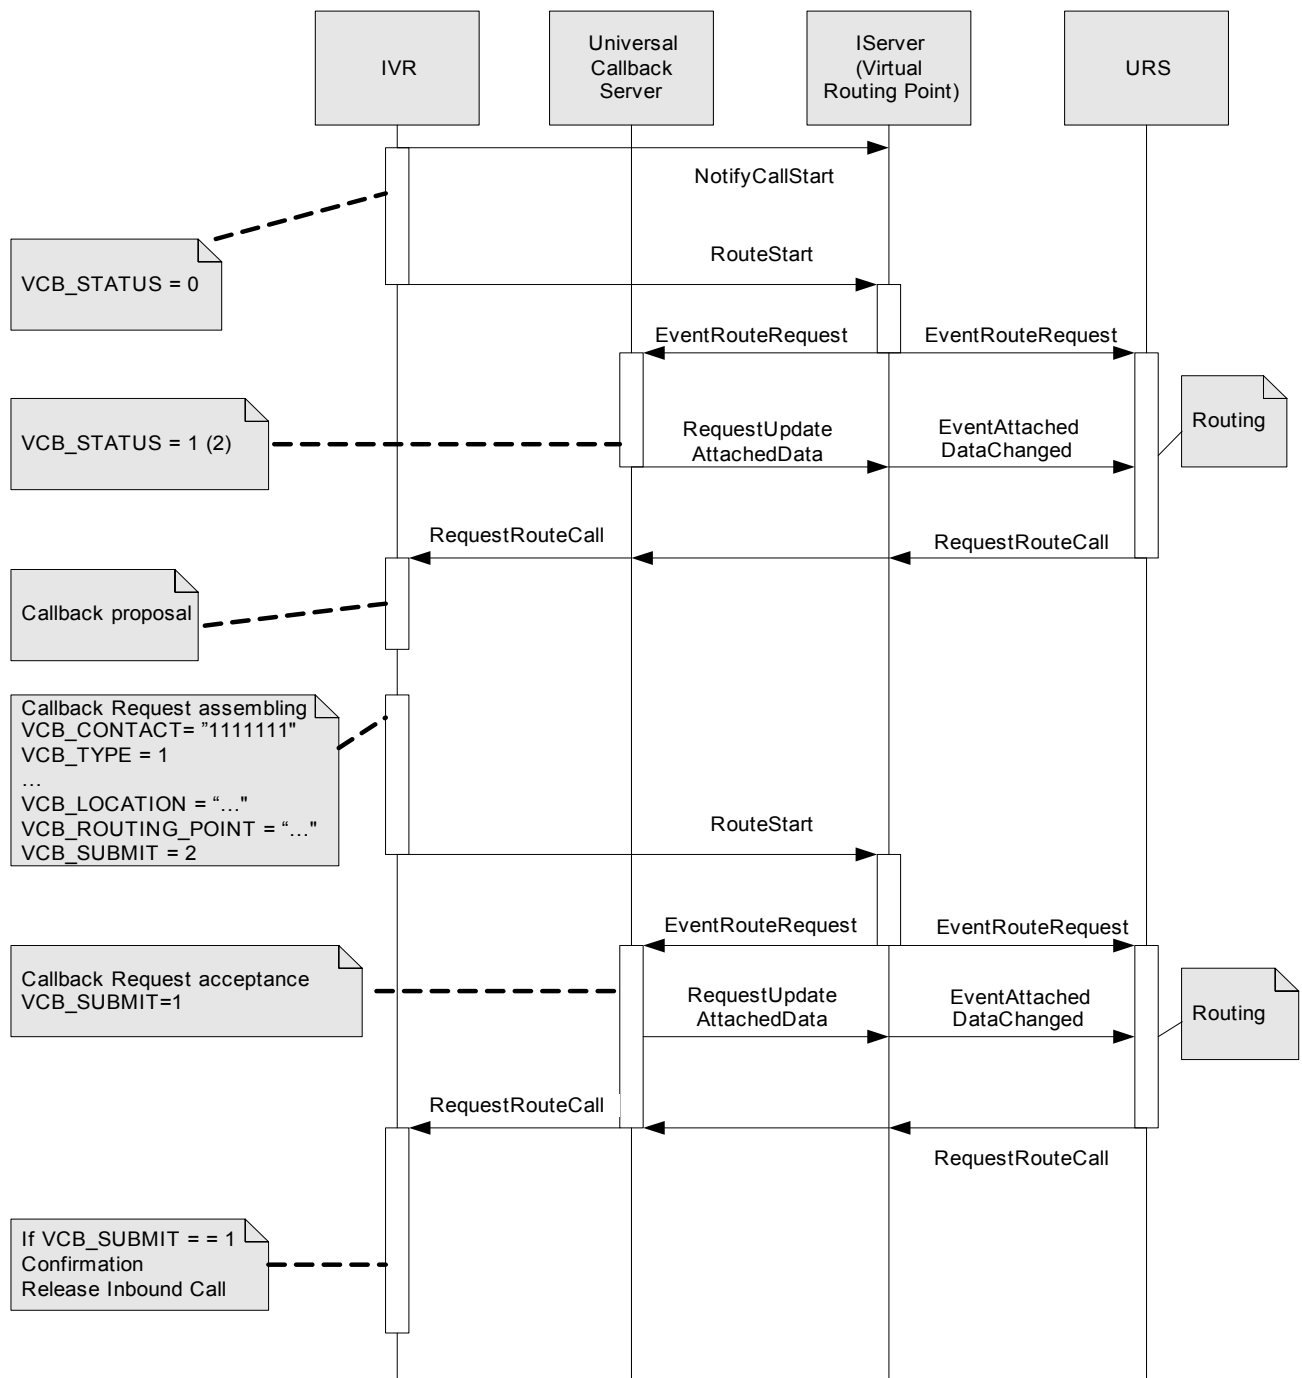 IVR
Universal
Callback
Server
IServer
(Virtual
Routing Point)
URS
NotifyCallStart
VCB_STATUS = 0
RouteStart
EventRouteRequest
EventRouteRequest
VCB_STATUS = 1 (2)
RequestUpdate
AttachedData
EventAttached
DataChanged
Routing
RequestRouteCall
RequestRouteCall
Callback proposal
Callback Request assembling
VCB_CONTACT= ”1111111"
VCB_TYPE = 1
…
VCB_LOCATION = “…"
VCB_ROUTING_POINT = “…"
VCB_SUBMIT = 2
RouteStart
EventRouteRequest
EventRouteRequest
Callback Request acceptance
VCB_SUBMIT=1
RequestUpdate
AttachedData
EventAttached
DataChanged
Routing
RequestRouteCall
RequestRouteCall
If VCB_SUBMIT = = 1
Confirmation
Release Inbound Call